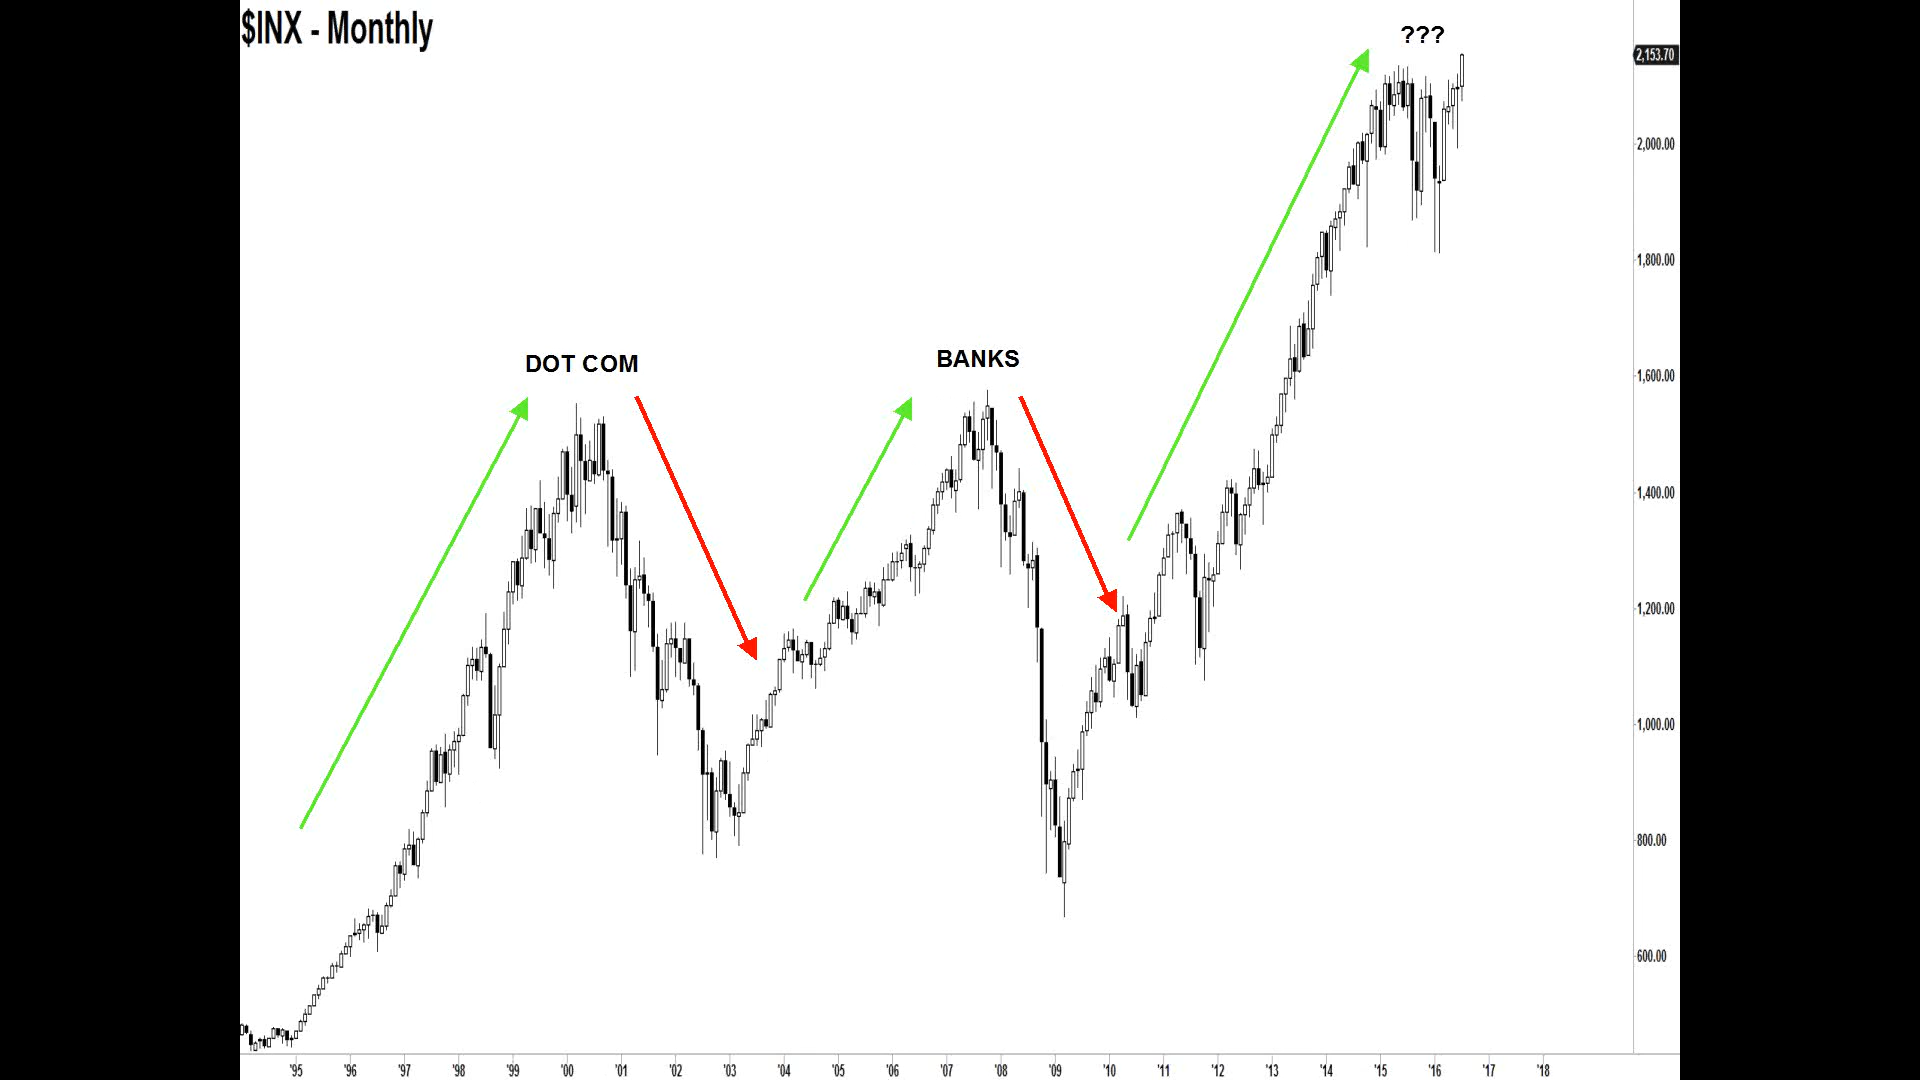 $INX - Monthly
???
2,153.70
2,000.00
1,800.00
DOT COM
BANKS
1,600.00
1,400.00
1,200.00
1,000.00
800.00
600.00
'95 '96 '97 '98 '99 '00 '01 '02 '03 '04 '05 '06 '07 '08 '09 '10 '11 '12 '13 '14 '15 '16 '17 '18